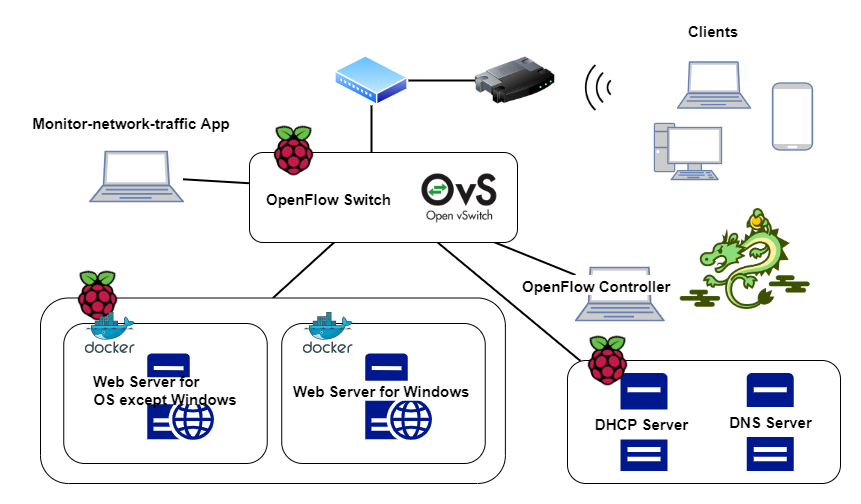 Clients
Monitor-network-traffic App
OpenFlow Switch
OvS
Open vSwitch
OpenFlow Controller
docker
docker
Web Server for
OS except Windows
Web Server for Windows
DHCP Server
DNS Server